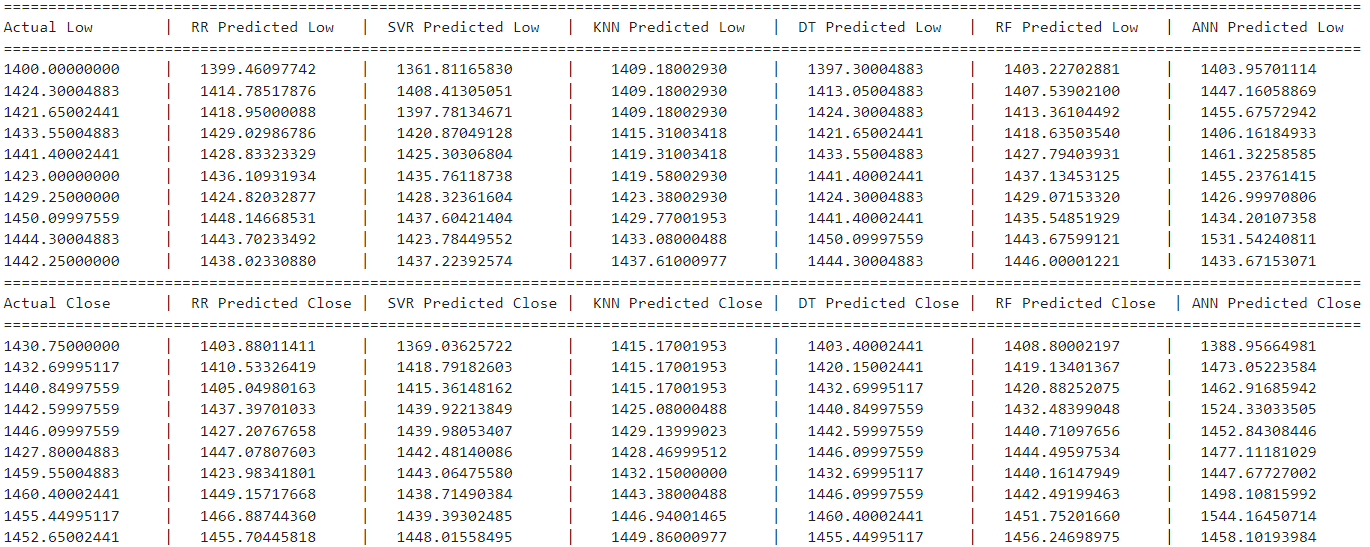 ==========================================================================================================================================================
Actual Low | RR Predicted Low | SVR Predicted Low | KNN Predicted Low | DT Predicted Low | RF Predicted Low | ANN Predicted Low
==========================================================================================================================================================
1400.00000000 | 1399.46097742 | 1361.81165830 | 1409.18002930 | 1397.30004883 | 1403.22702881 | 1403.95701114
1424.30004883 | 1414.78517876 | 1408.41305051 | 1409.18002930 | 1413.05004883 | 1407.53902100 | 1447.16058869
1421.65002441 | 1418.95000088 | 1397.78134671 | 1409.18002930 | 1424.30004883 | 1413.36104492 | 1455.67572942
1433.55004883 | 1429.02986786 | 1420.87049128 | 1415.31003418 | 1421.65002441 | 1418.63503540 | 1406.16184933
1441.40002441 | 1428.83323329 | 1425.30306804 | 1419.31003418 | 1433.55004883 | 1427.79403931 | 1461.32258585
1423.00000000 | 1436.10931934 | 1435.76118738 | 1419.58002930 | 1441.40002441 | 1437.13453125 | 1455.23761415
1429.25000000 | 1424.82032877 | 1428.32361604 | 1423.38002930 | 1424.30004883 | 1429.07153320 | 1426.99970806
1450.09997559 | 1448.14668531 | 1437.60421404 | 1429.77001953 | 1441.40002441 | 1435.54851929 | 1434.20107358
1444.30004883 | 1443.70233492 | 1423.78449552 | 1433.08000488 | 1450.09997559 | 1443.67599121 | 1531.54240811
1442.25000000 | 1438.02330880 | 1437.22392574 | 1437.61000977 | 1444.30004883 | 1446.00001221 | 1433.67153071
==========================================================================================================================================================
Actual Close | RR Predicted Close | SVR Predicted Close | KNN Predicted Close | DT Predicted Close | RF Predicted Close | ANN Predicted Close
==========================================================================================================================================================
1430.75000000 | 1403.88011411 | 1369.03625722 | 1415.17001953 | 1403.40002441 | 1408.80002197 | 1388.95664981
1432.69995117 | 1410.53326419 | 1418.79182603 | 1415.17001953 | 1420.15002441 | 1419.13401367 | 1473.05223584
1440.84997559 | 1405.04980163 | 1415.36148162 | 1415.17001953 | 1432.69995117 | 1420.88252075 | 1462.91685942
1442.59997559 | 1437.39701033 | 1439.92213849 | 1425.08000488 | 1440.84997559 | 1432.48399048 | 1524.33033505
1446.09997559 | 1427.20767658 | 1439.98053407 | 1429.13999023 | 1442.59997559 | 1440.71097656 | 1452.84308446
1427.80004883 | 1447.07807603 | 1442.48140086 | 1428.46999512 | 1446.09997559 | 1444.49597534 | 1477.11181029
1459.55004883 | 1423.98341801 | 1443.06475580 | 1432.15000000 | 1432.69995117 | 1440.16147949 | 1447.67727002
1460.40002441 | 1449.15717668 | 1438.71490384 | 1443.38000488 | 1446.09997559 | 1442.49199463 | 1498.10815992
1455.44995117 | 1466.88744360 | 1439.39302485 | 1446.94001465 | 1460.40002441 | 1451.75201660 | 1544.16450714
1452.65002441 | 1455.70445818 | 1448.01558495 | 1449.86000977 | 1455.44995117 | 1456.24698975 | 1458.10193984